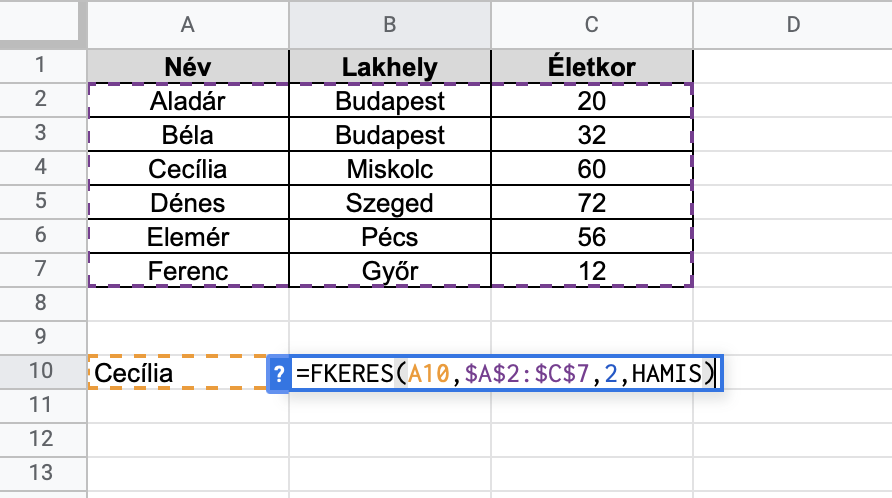 A B C D
1 Név Lakhely Életkor
2 Aladár Budapest 20
3 Béla Budapest 32
4 Cecília Miskolc 60
5 Dénes Szeged 72
6 Elemér Pécs 56
7 Ferenc Győr 12
8
9
10 Cecília ? =FKERES(A10,$A$2:$C$7,2,HAMIS)
11
12
13